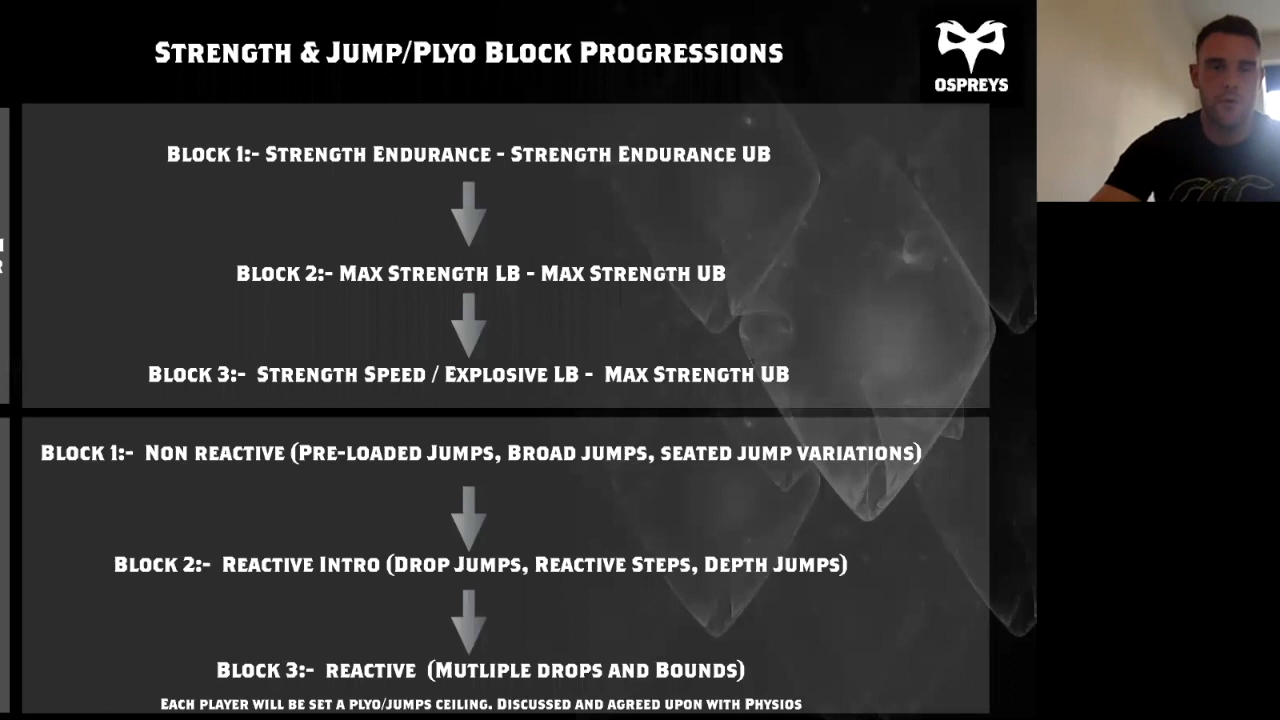 Strength & Jump/Plyo Block Progressions
OSPREYS
Block 1:- Strength Endurance - Strength Endurance UB
Block 2:- Max Strength LB - Max Strength UB
Block 3:- Strength Speed / Explosive LB - Max Strength UB
Block 1:- Non reactive (Pre-loaded Jumps, Broad jumps, seated jump variations)
Block 2:- Reactive Intro (Drop Jumps, Reactive Steps, Depth Jumps)
Block 3:- reactive (Mutliple drops and Bounds)
Each player will be set a plyo/jumps ceiling. Discussed and agreed upon with Physios